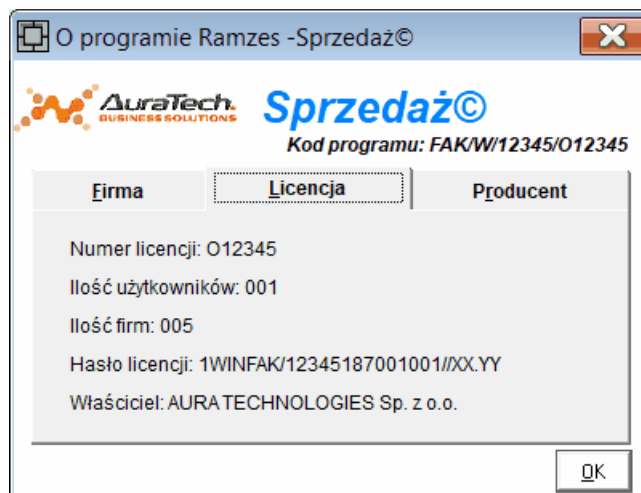 O programie Ramzes -Sprzedaż©
AuraTech.
BUSINESS SOLUTIONS
Sprzedaż©
Kod programu: FAK/W/12345/O12345
Firma
Licencja
Producent
Numer licencji: O12345
Ilość użytkowników: 001
Ilość firm: 005
Hasło licencji: 1WINFAK/12345187001001//XX.YY
Właściciel: AURA TECHNOLOGIES Sp. z o.o.
OK